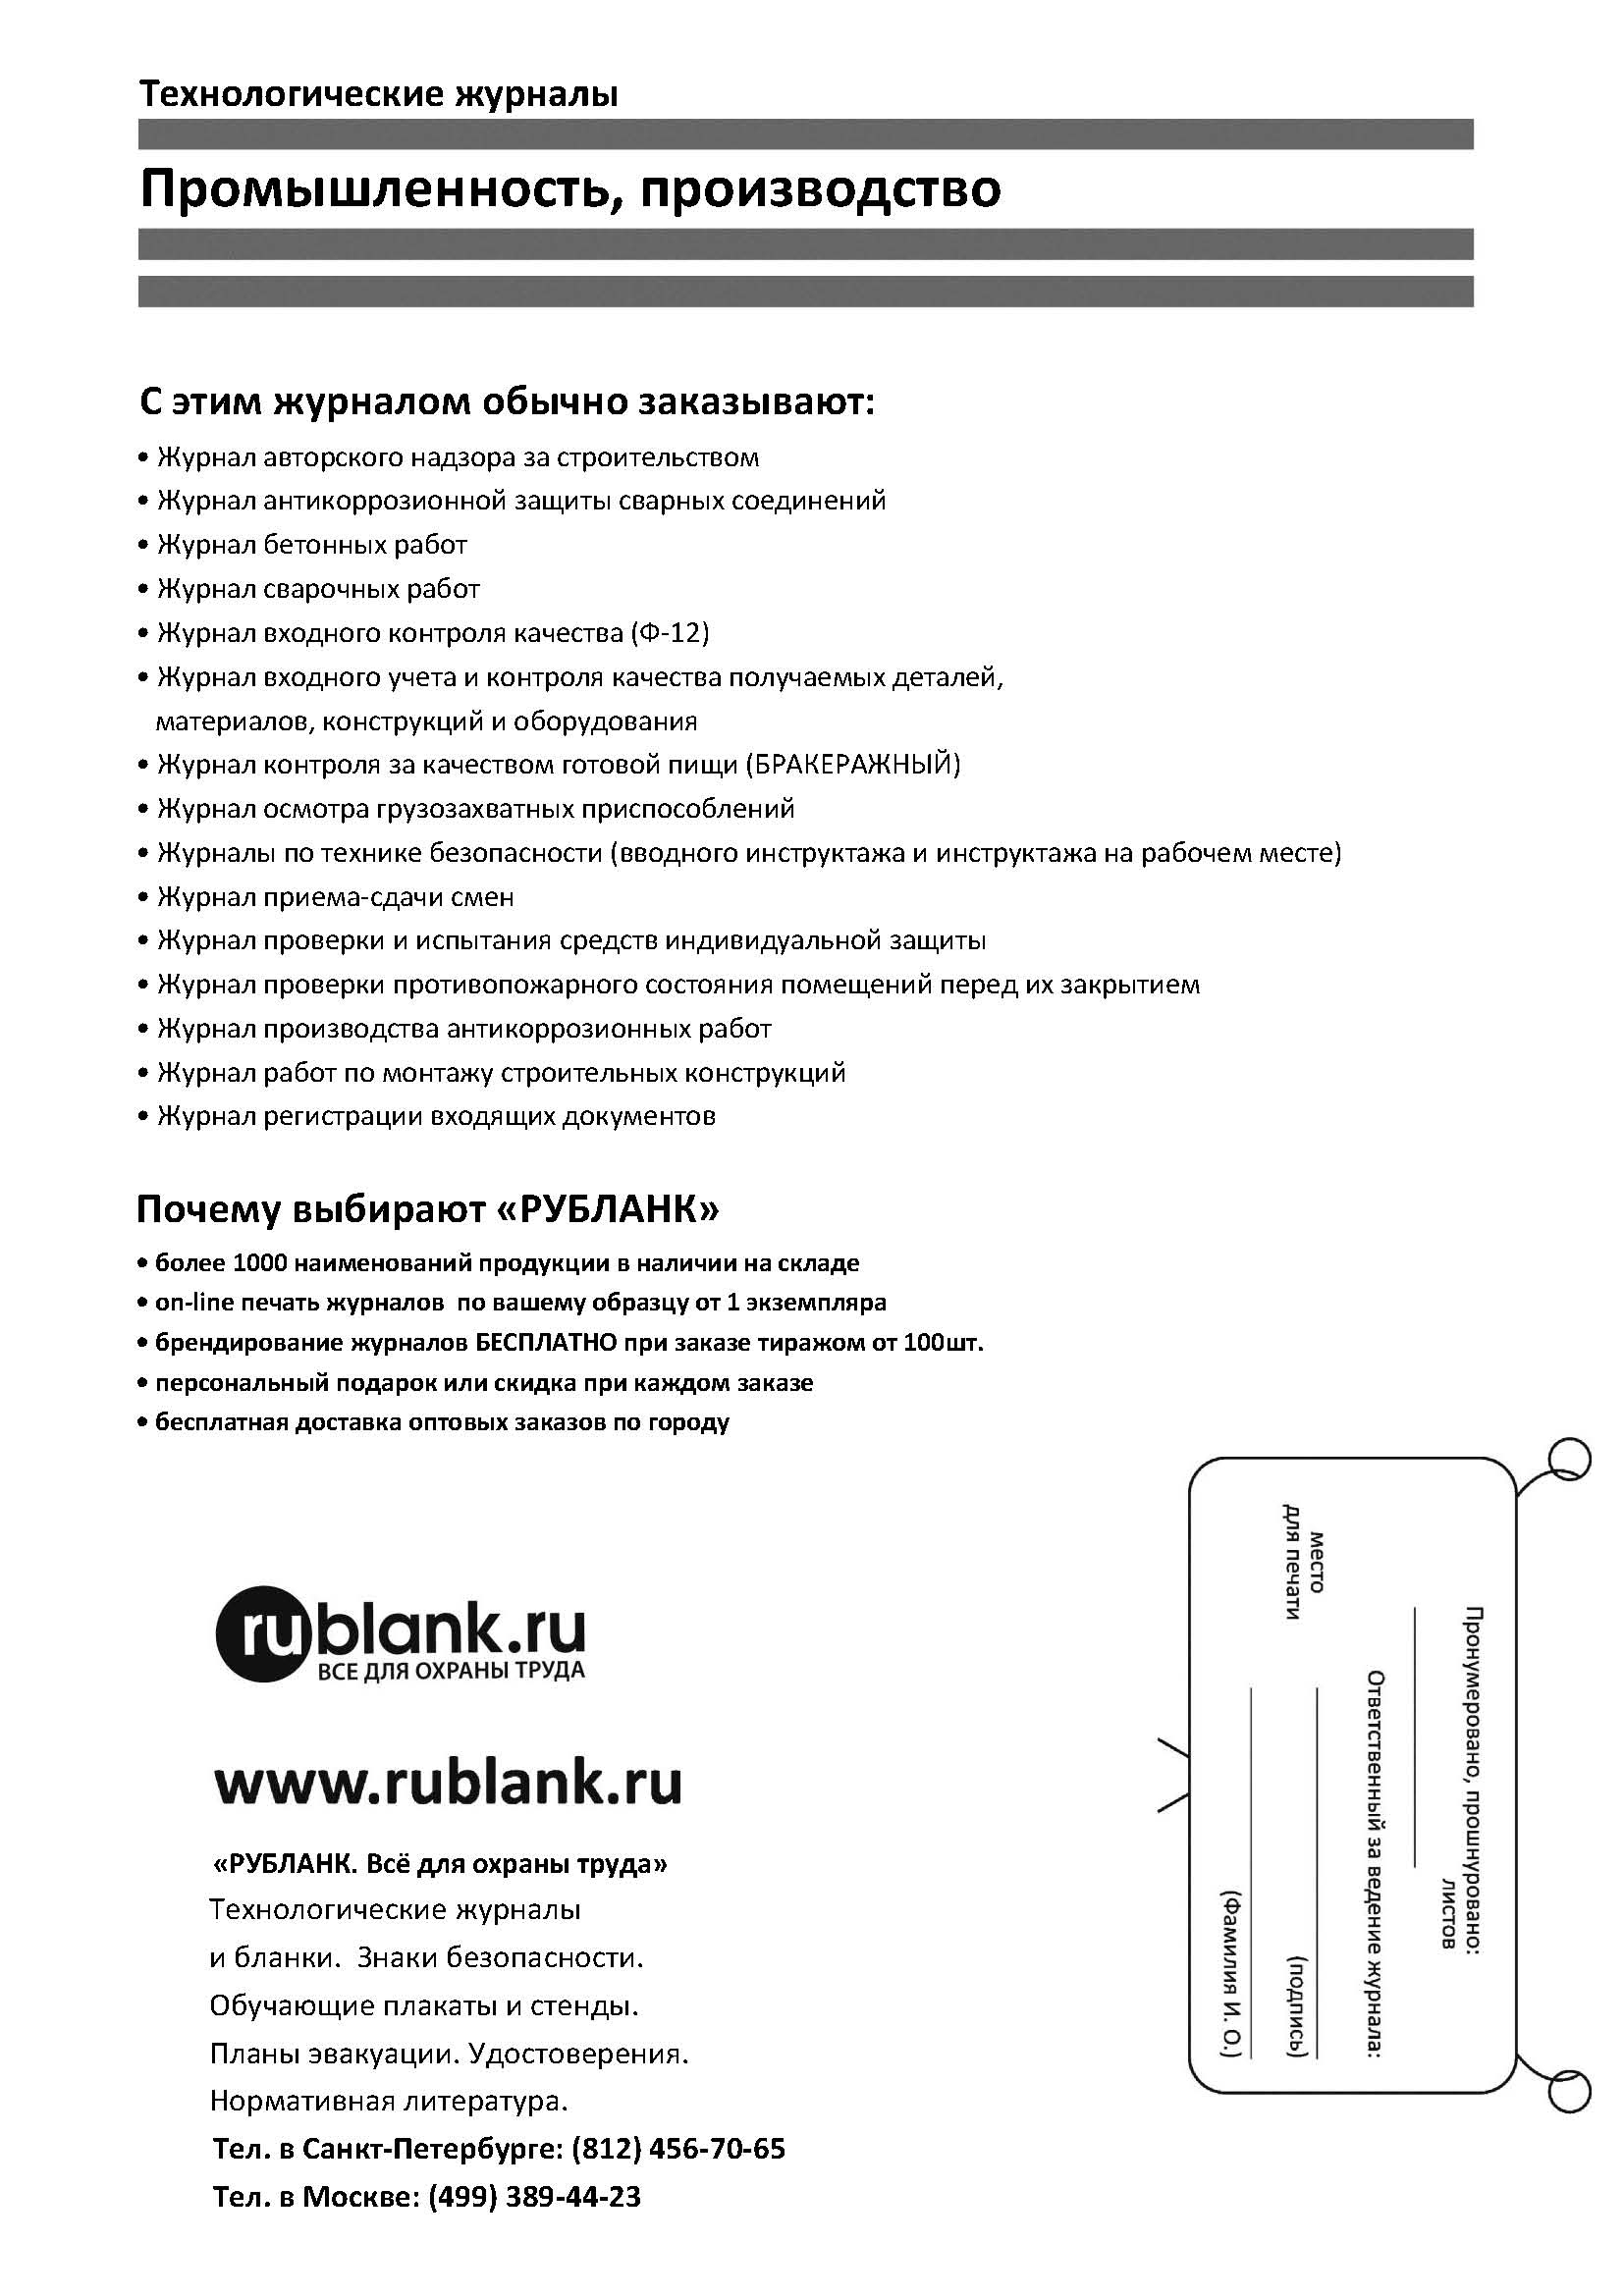 Технологические журналы
Промышленность, производство
С этим журналом обычно заказывают:
• Журнал авторского надзора за строительством
• Журнал антикоррозионной защиты сварных соединений
• Журнал бетонных работ
• Журнал сварочных работ
• Журнал входного контроля качества (Ф-12)
• Журнал входного учета и контроля качества получаемых деталей,
материалов, конструкций и оборудования
• Журнал контроля за качеством готовой пищи (БРАКЕРАЖНЫЙ)
• Журнал осмотра грузозахватных приспособлений
• Журналы по технике безопасности (вводного инструктажа и инструктажа на рабочем месте)
• Журнал приема-сдачи смен
• Журнал проверки и испытания средств индивидуальной защиты
• Журнал проверки противопожарного состояния помещений перед их закрытием
• Журнал производства антикоррозионных работ
• Журнал работ по монтажу строительных конструкций
• Журнал регистрации входящих документов
Почему выбирают «РУБЛАНК»
• более 1000 наименований продукции в наличии на складе
• on-line печать журналов по вашему образцу от 1 экземпляра
• брендирование журналов БЕСПЛАТНО при заказе тиражом от 100шт.
• персональный подарок или скидка при каждом заказе
• бесплатная доставка оптовых заказов по городу
rublank.ru
ВСЕ ДЛЯ ОХРАНЫ ТРУДА
www.rublank.ru
«РУБЛАНК. Всё для охраны труда»
Технологические журналы
и бланки. Знаки безопасности.
Обучающие плакаты и стенды.
Планы эвакуации. Удостоверения.
Нормативная литература.
Тел. в Санкт-Петербурге: (812) 456-70-65
Тел. в Москве: (499) 389-44-23
Пронумеровано, прошнуровано:
листов
Ответственный за ведение журнала:
место
для печати
(подпись)
(Фамилия И. О.)